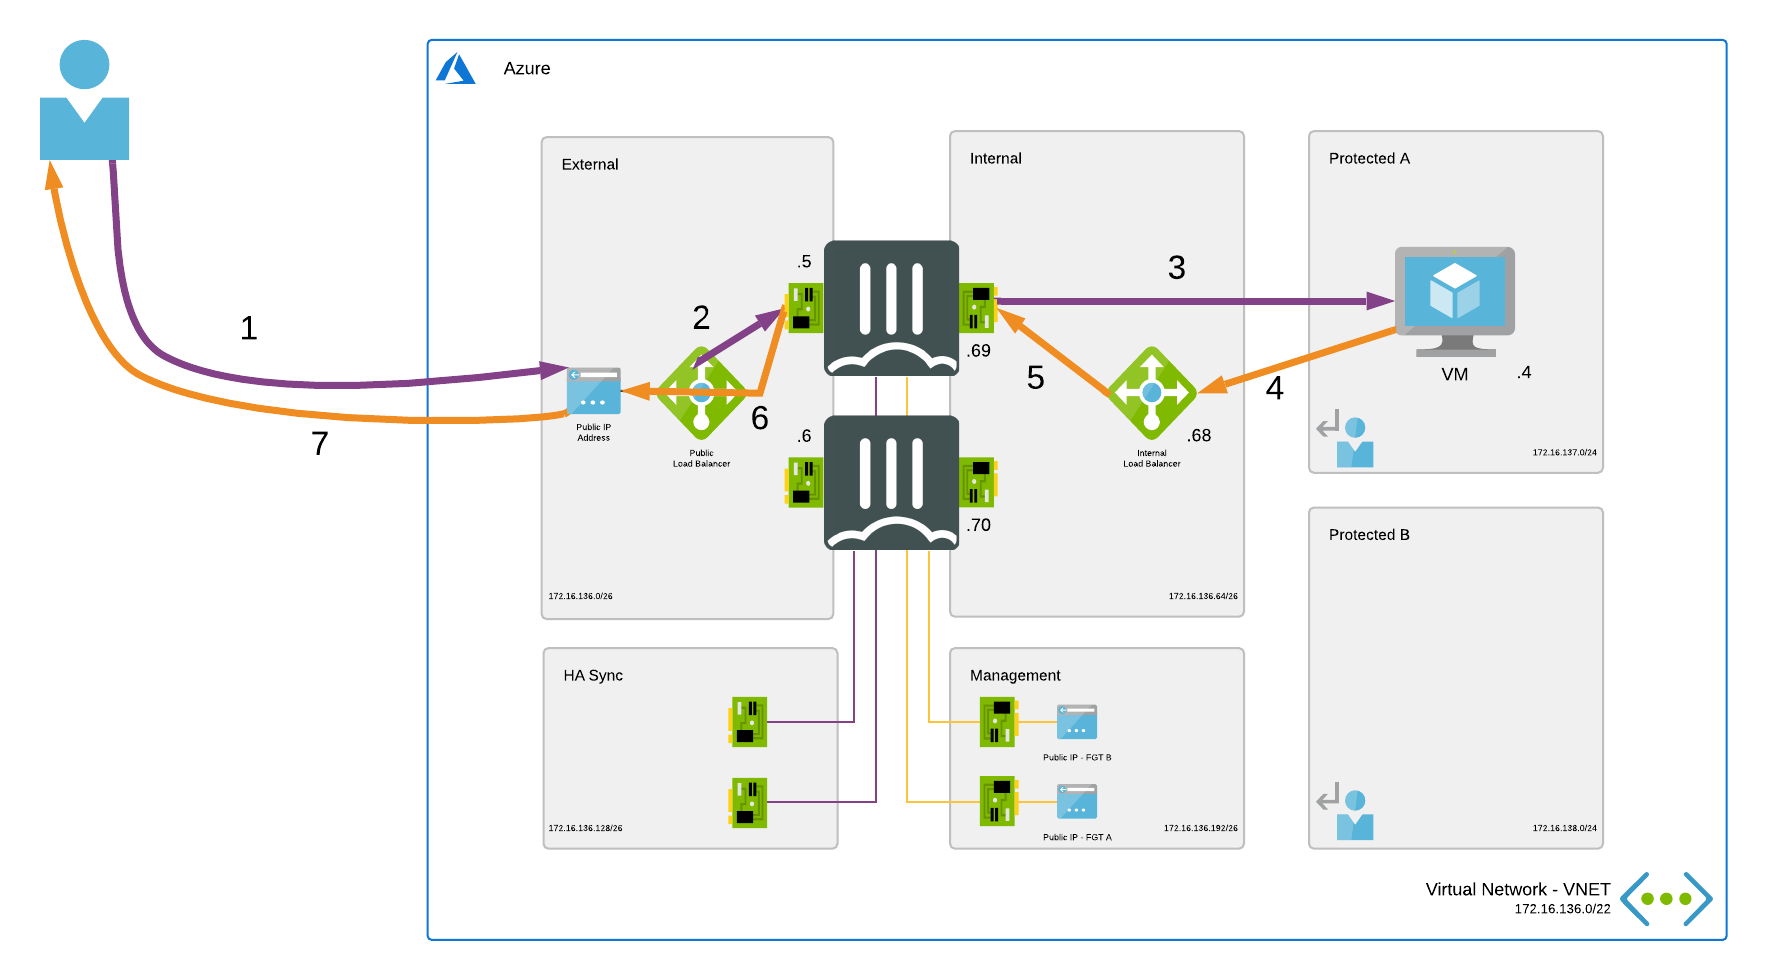 Azure
External
Internal
Protected A
.5
3
1
2
.69
VM
.4
5
4
7
6
Public IP
Address
.6
.68
Public
Load Balancer
Internal
Load Balancer
172.16.137.0/24
.70
Protected B
172.16.136.0/26
172.16.136.64/26
HA Sync
Management
Public IP - FGT B
172.16.136.128/26
Public IP - FGT A
172.16.136.192/26
172.16.138.0/24
Virtual Network - VNET
172.16.136.0/22